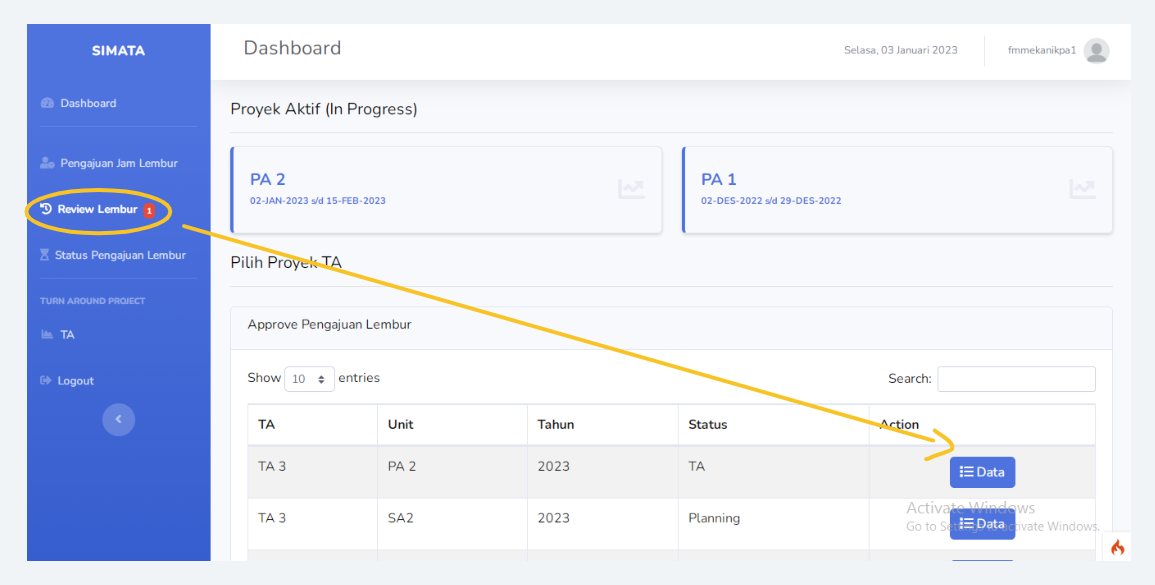 SIMATA
Dashboard
Selasa, 03 Januari 2023
fmmekanikpa1
Dashboard
Pengajuan Jam Lembur
Review Lembur 1
Status Pengajuan Lembur
TURN AROUND PROJECT
TA
Logout
Proyek Aktif (In Progress)
PA 2
02-JAN-2023 s/d 15-FEB-2023
PA 1
02-DES-2022 s/d 29-DES-2022
Pilih Proyek TA
Approve Pengajuan Lembur
Show 10 entries
Search:
TA Unit Tahun Status Action
TA 3 PA 2 2023 TA Data
TA 3 SA2 2023 Planning Data
Activate Windows
Go to Settings to activate Windows.